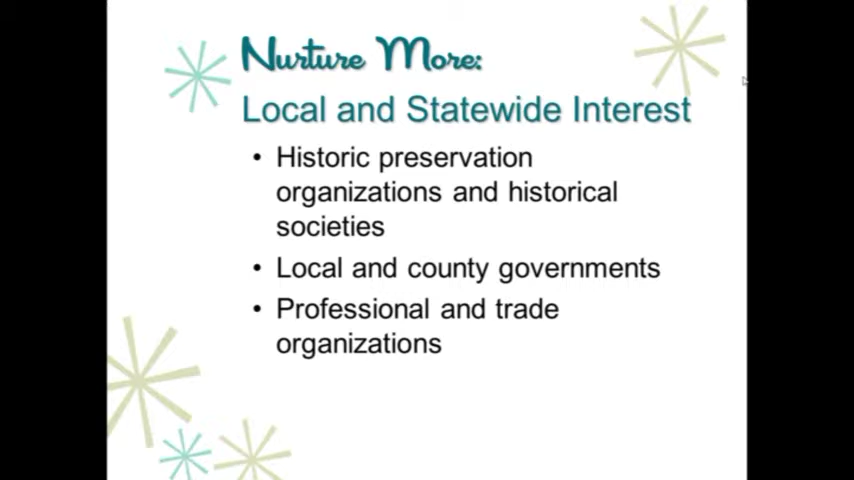 Nurture More:
Local and Statewide Interest
• Historic preservation
organizations and historical
societies
• Local and county governments
• Professional and trade
organizations